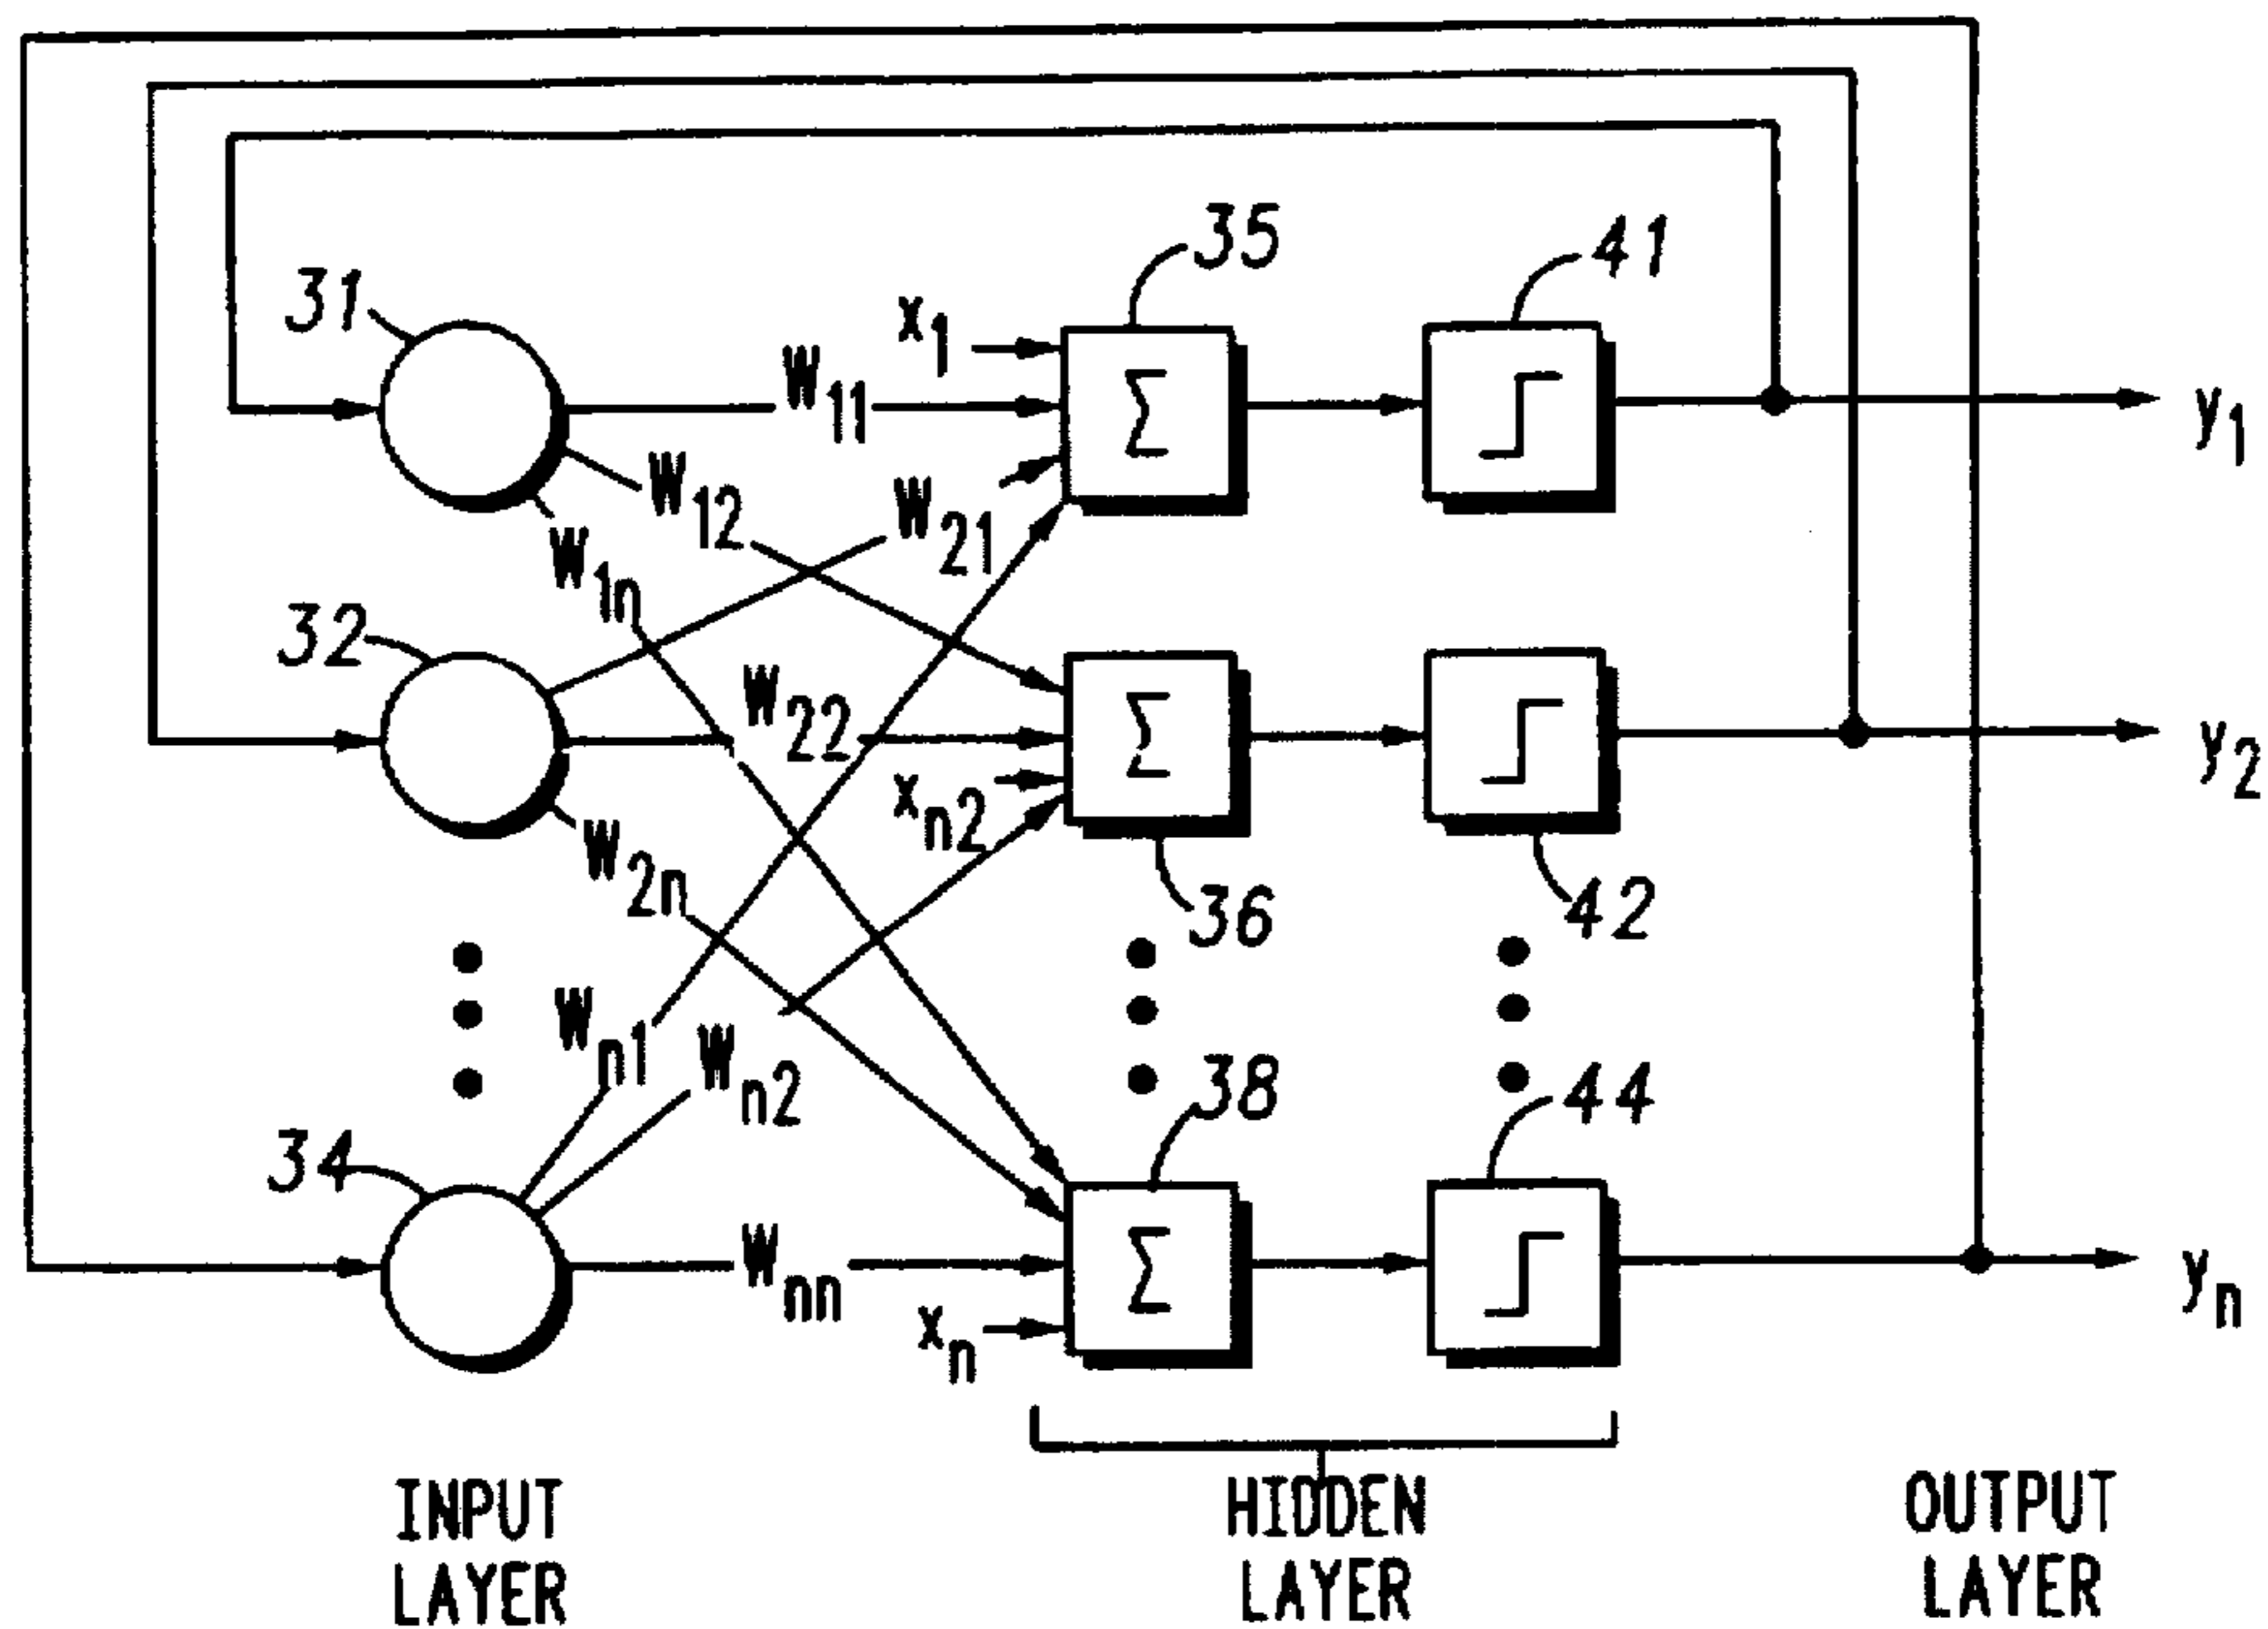 35
41
31
x1
y1
W11
Σ
W12
W21
W1n
32
W22
Σ
y2
xn2
W2n
36
42
Wn1
Wn2
38
44
34
Wnn
Σ
yn
xn
INPUT LAYER
HIDDEN LAYER
OUTPUT LAYER